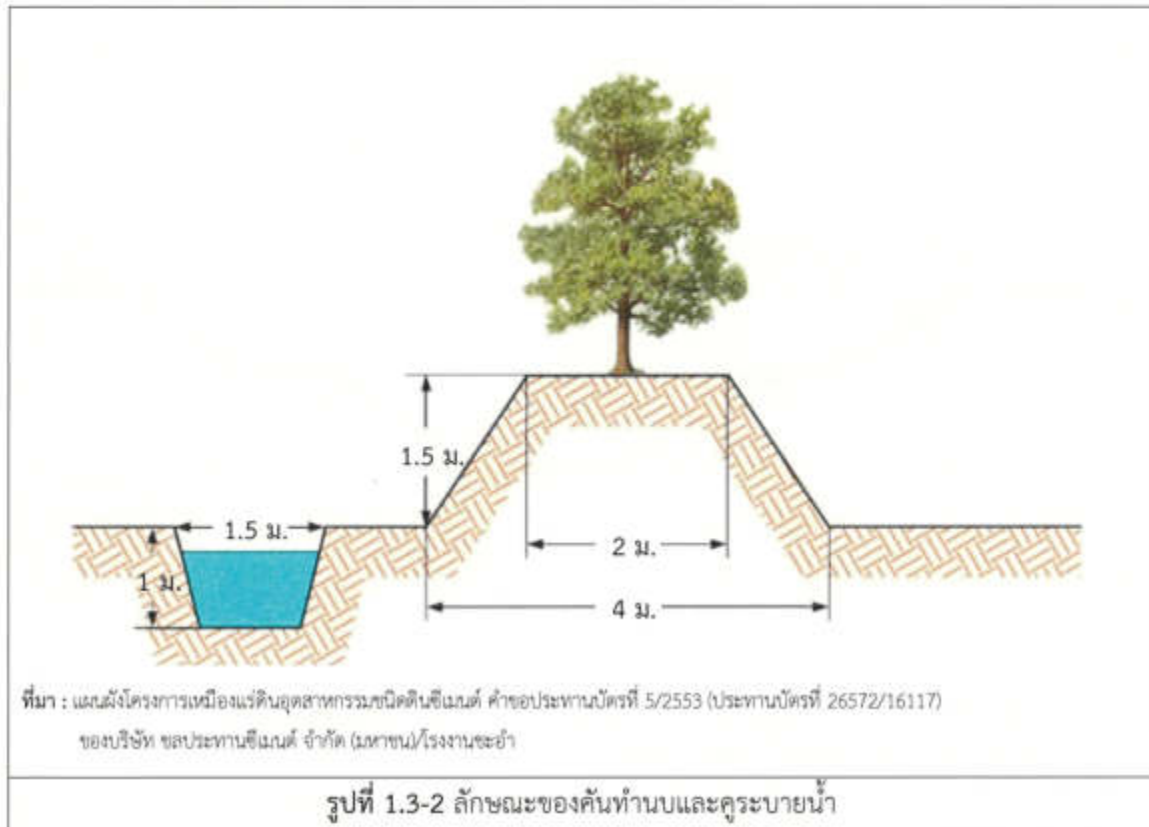 1.5 ม.
1.5 ม.
1 ม.
2 ม.
4 ม.
ที่มา : แผนผังโครงการเหมืองแร่ดินอุตสาหกรรมชนิดดินซีเมนต์ คำขอประทานบัตรที่ 5/2553 (ประทานบัตรที่ 26572/16117)
ของบริษัท ชลประทานซีเมนต์ จำกัด (มหาชน)/โรงงานชะอำ
รูปที่ 1.3-2 ลักษณะของคันทำนบและคูระบายน้ำ